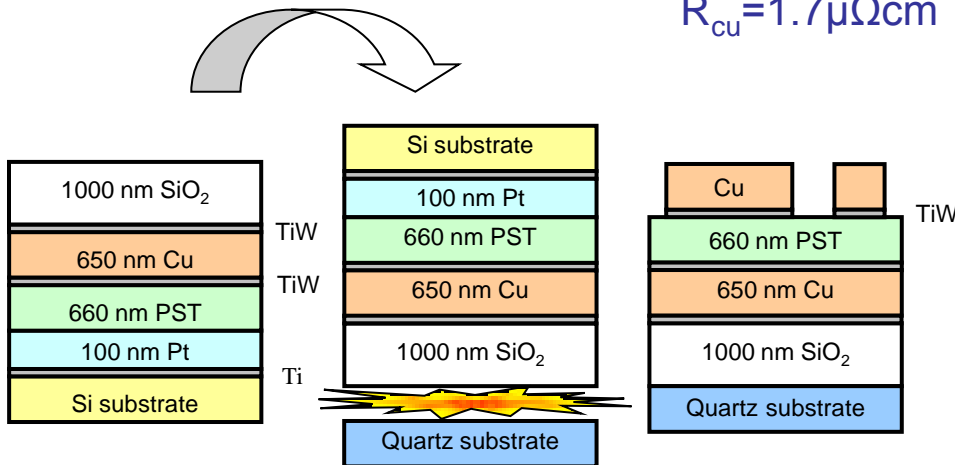 R_cu=1.7µΩcm
1000 nm SiO₂
TiW
650 nm Cu
TiW
660 nm PST
100 nm Pt
Ti
Si substrate
Si substrate
100 nm Pt
660 nm PST
650 nm Cu
1000 nm SiO₂
Quartz substrate
Cu
TiW
660 nm PST
650 nm Cu
1000 nm SiO₂
Quartz substrate